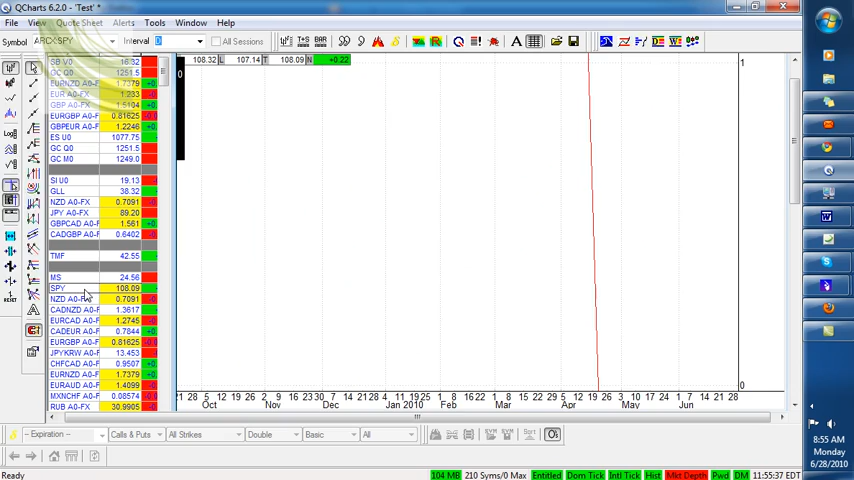 QCharts 6.2.0 - 'Test' *
File View Quote Sheet Alerts Tools Window Help
Symbol ARCX:SPY Interval D All Sessions T+S BAR
108.32 L 107.14 T 108.09 N +0.22
SB V0 16.32
GC Q0 1251.5
EURNZD A0-F 1.7379
EUR A0-FX 1.233
GBP A0-FX 1.5104
EURGBP A0-F 0.81625
GBPEUR A0-F 1.2246
ES U0 1077.75
GC Q0 1251.5
GC M0 1249.0
SI U0 19.13
GLL 38.32
NZD A0-FX 0.7091
JPY A0-FX 89.20
GBPCAD A0-F 1.561
CADGBP A0-F 0.6402
TMF 42.55
MS 24.56
SPY 108.09
NZD A0-FX 0.7091
CADNZD A0-F 1.3617
EURCAD A0-F 1.2745
CADEUR A0-F 0.7844
EURGBP A0-F 0.81625
JPYKRW A0-F 13.453
CHFCAD A0-F 0.9507
EURNZD A0-F 1.7379
EURAUD A0-F 1.4099
MXNCHF A0-F 0.08574
RUB A0-FX 30.9905
Log
RESET
0
1
0
21 28 5 12 19 26 2 9 16 23 30 7 14 21 28 4 11 18 25 1 8 15 22 1 8 15 22 29 5 12 19 26 3 10 17 24 1 7 14 21 28
Oct Nov Dec Jan 2010 Feb Mar Apr May Jun
-- Expiration -- Calls & Puts All Strikes Double Basic All SYM SYM Sort
Ready 104 MB 210 Syms/0 Max Entitled Dom Tick Intl Tick Hist Mkt Depth Pwd DM 11:55:37 EDT
8:55 AM
Monday
6/28/2010